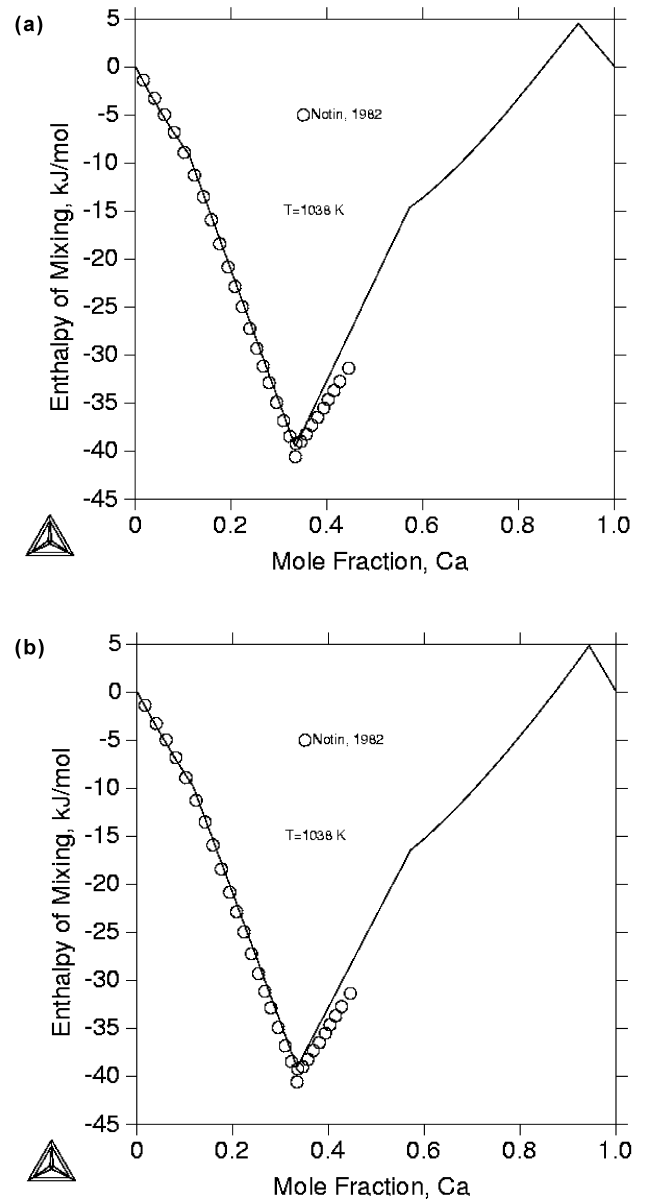 (a)
5
0
-5
-10
-15
-20
-25
-30
-35
-40
-45
Enthalpy of Mixing, kJ/mol
Notin, 1982
T=1038 K
0 0.2 0.4 0.6 0.8 1.0
Mole Fraction, Ca
(b)
5
0
-5
-10
-15
-20
-25
-30
-35
-40
-45
Enthalpy of Mixing, kJ/mol
Notin, 1982
T=1038 K
0 0.2 0.4 0.6 0.8 1.0
Mole Fraction, Ca